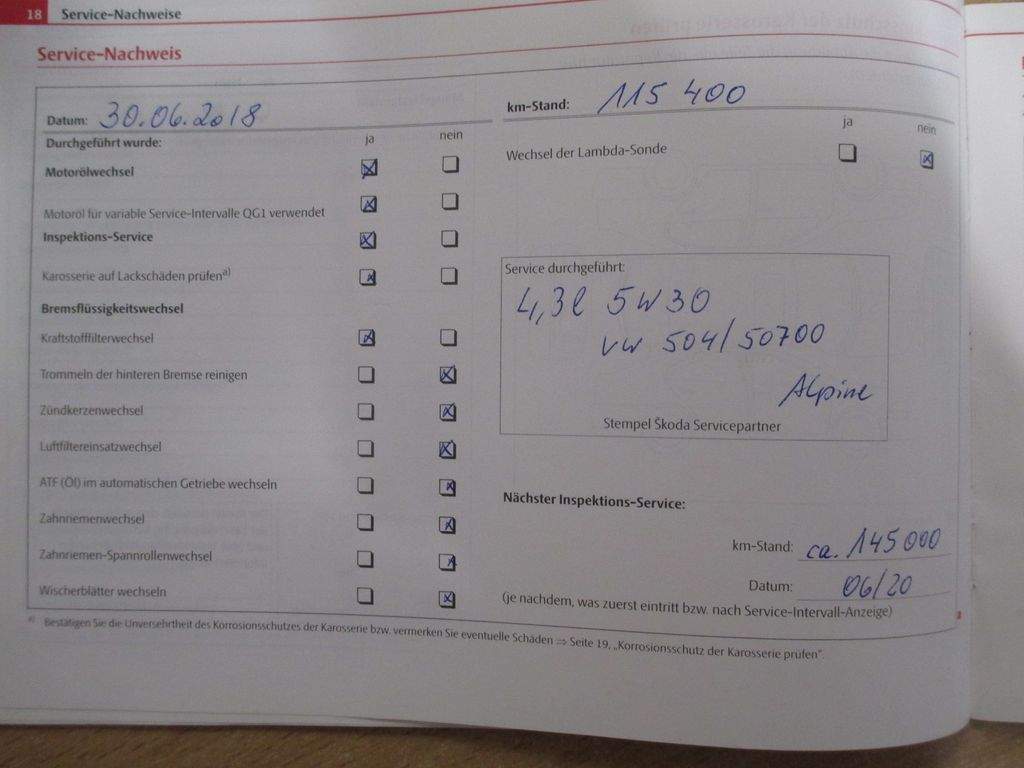 18 Service-Nachweise
Service-Nachweis
Datum: 30.06.2018
km-Stand: 115 400
Durchgeführt wurde: ja nein
ja nein
Motorölwechsel
Wechsel der Lambda-Sonde
Motoröl für variable Service-Intervalle QG1 verwendet
Inspektions-Service
Karosserie auf Lackschäden prüfen a)
Bremsflüssigkeitswechsel
Kraftstofffilterwechsel
Trommeln der hinteren Bremse reinigen
Zündkerzenwechsel
Luftfiltereinsatzwechsel
ATF (Öl) im automatischen Getriebe wechseln
Zahnriemenwechsel
Zahnriemen-Spannrollenwechsel
Wischerblätter wechseln
Service durchgeführt:
4,3l 5W30
VW 504/50700
Alpine
Stempel Škoda Servicepartner
Nächster Inspektions-Service:
km-Stand: ca. 145 000
Datum: 06/20
(je nachdem, was zuerst eintritt bzw. nach Service-Intervall-Anzeige)
a) Bestätigen Sie die Unversehrtheit des Korrosionsschutzes der Karosserie bzw. vermerken Sie eventuelle Schäden ⇒ Seite 19, „Korrosionsschutz der Karosserie prüfen".